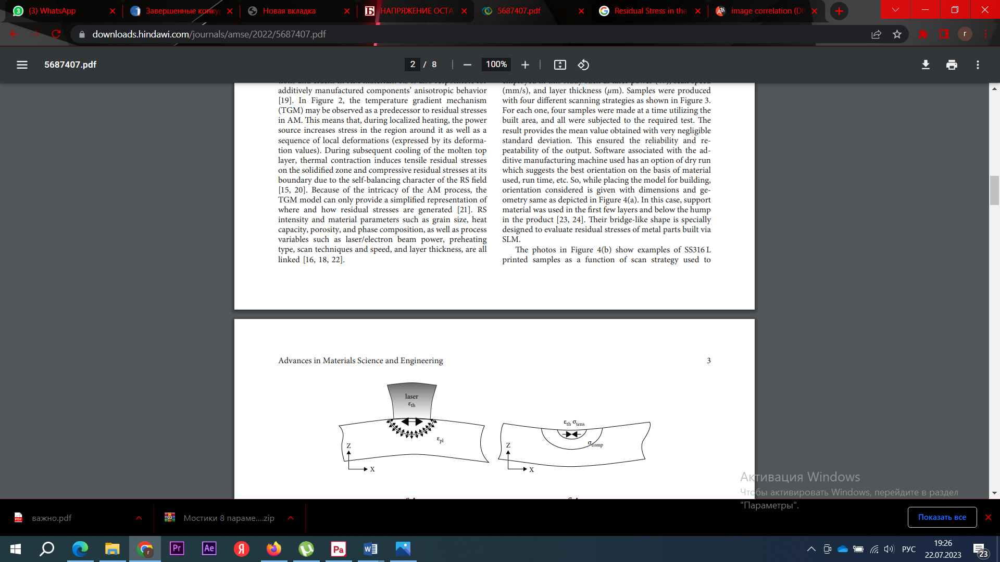 (3) WhatsApp
Завершенные конку
Новая вкладка
НАПРЯЖЕНИЕ ОСТА
5687407.pdf
Residual Stress in the
image correlation (DI
downloads.hindawi.com/journals/amse/2022/5687407.pdf
r
5687407.pdf
2 / 8
100%
additively manufactured components’ anisotropic behavior
[19]. In Figure 2, the temperature gradient mechanism
(TGM) may be observed as a predecessor to residual stresses
in AM. This means that, during localized heating, the power
source increases stress in the region around it as well as a
sequence of local deformations (expressed by its deforma-
tion values). During subsequent cooling of the molten top
layer, thermal contraction induces tensile residual stresses
on the solidified zone and compressive residual stresses at its
boundary due to the self-balancing character of the RS field
[15, 20]. Because of the intricacy of the AM process, the
TGM model can only provide a simplified representation of
where and how residual stresses are generated [21]. RS
intensity and material parameters such as grain size, heat
capacity, porosity, and phase composition, as well as process
variables such as laser/electron beam power, preheating
type, scan techniques and speed, and layer thickness, are all
linked [16, 18, 22].
(mm/s), and layer thickness (μm). Samples were produced
with four different scanning strategies as shown in Figure 3.
For each one, four samples were made at a time utilizing the
built area, and all were subjected to the required test. The
result provides the mean value obtained with very negligible
standard deviation. This ensured the reliability and re-
peatability of the output. Software associated with the ad-
ditive manufacturing machine used has an option of dry run
which suggests the best orientation on the basis of material
used, run time, etc. So, while placing the model for building,
orientation considered is given with dimensions and ge-
ometry same as depicted in Figure 4(a). In this case, support
material was used in the first few layers and below the hump
in the product [23, 24]. Their bridge-like shape is specially
designed to evaluate residual stresses of metal parts built via
SLM.
The photos in Figure 4(b) show examples of SS316 L
printed samples as a function of scan strategy used to
Advances in Materials Science and Engineering
3
laser
εth
εpl
Z
X
εth σtens
σcomp
Z
X
Активация Windows
Чтобы активировать Windows, перейдите в раздел
"Параметры".
важно.pdf
Мостики 8 параме....zip
Показать все
Pr
Ae
Я
Pa
W
РУС
19:26
22.07.2023
23